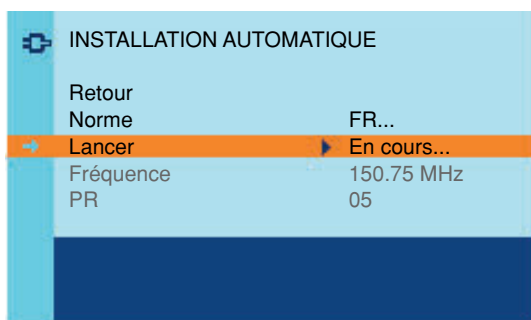 INSTALLATION AUTOMATIQUE
Retour
Norme FR...
Lancer En cours...
Fréquence 150.75 MHz
PR 05